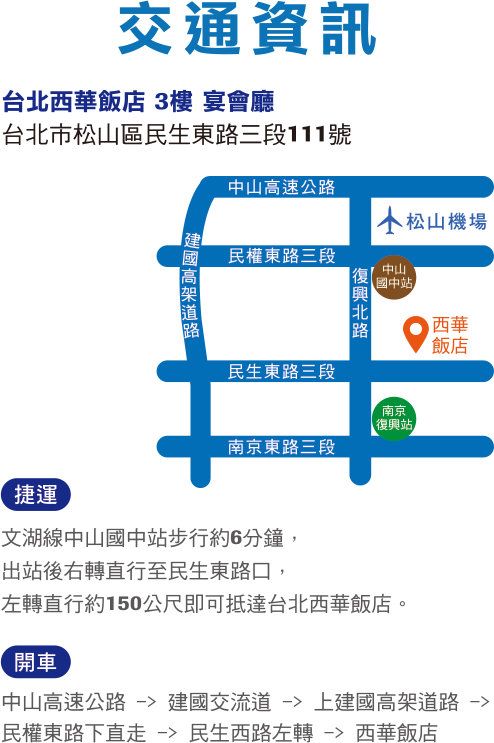 交通資訊
台北西華飯店 3樓 宴會廳
台北市松山區民生東路三段111號
中山高速公路
松山機場
建國高架道路
民權東路三段
復興北路
中山
國中站
西華
飯店
民生東路三段
南京
復興站
南京東路三段
捷運
文湖線中山國中站步行約6分鐘，
出站後右轉直行至民生東路口，
左轉直行約150公尺即可抵達台北西華飯店。
開車
中山高速公路 -> 建國交流道 -> 上建國高架道路 ->
民權東路下直走 -> 民生西路左轉 -> 西華飯店